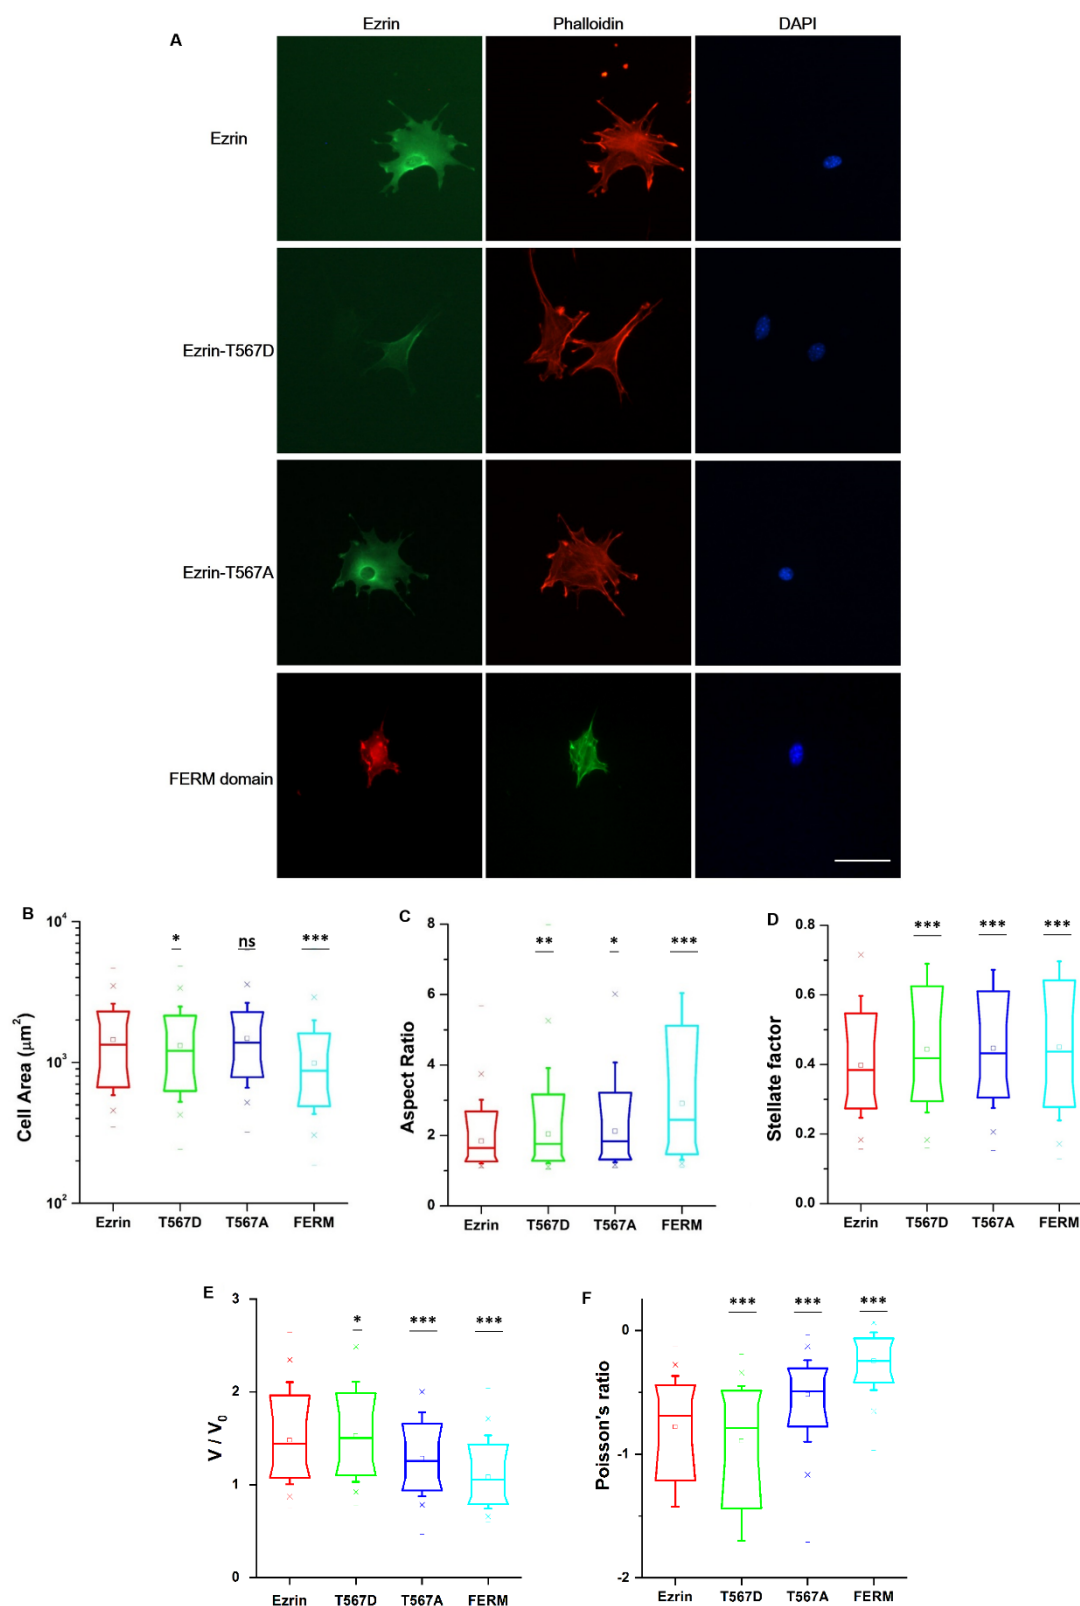 Ezrin Phalloidin DAPI
A
Ezrin
Ezrin-T567D
Ezrin-T567A
FERM domain
B
Cell Area (μm²)
10⁴
10³
10²
* ns ***
Ezrin T567D T567A FERM
C
Aspect Ratio
8
6
4
2
0
** * ***
Ezrin T567D T567A FERM
D
Stellate factor
0.8
0.6
0.4
0.2
0.0
*** *** ***
Ezrin T567D T567A FERM
E
V / V₀
3
2
1
0
* *** ***
Ezrin T567D T567A FERM
F
Poisson's ratio
0
-1
-2
*** *** ***
Ezrin T567D T567A FERM